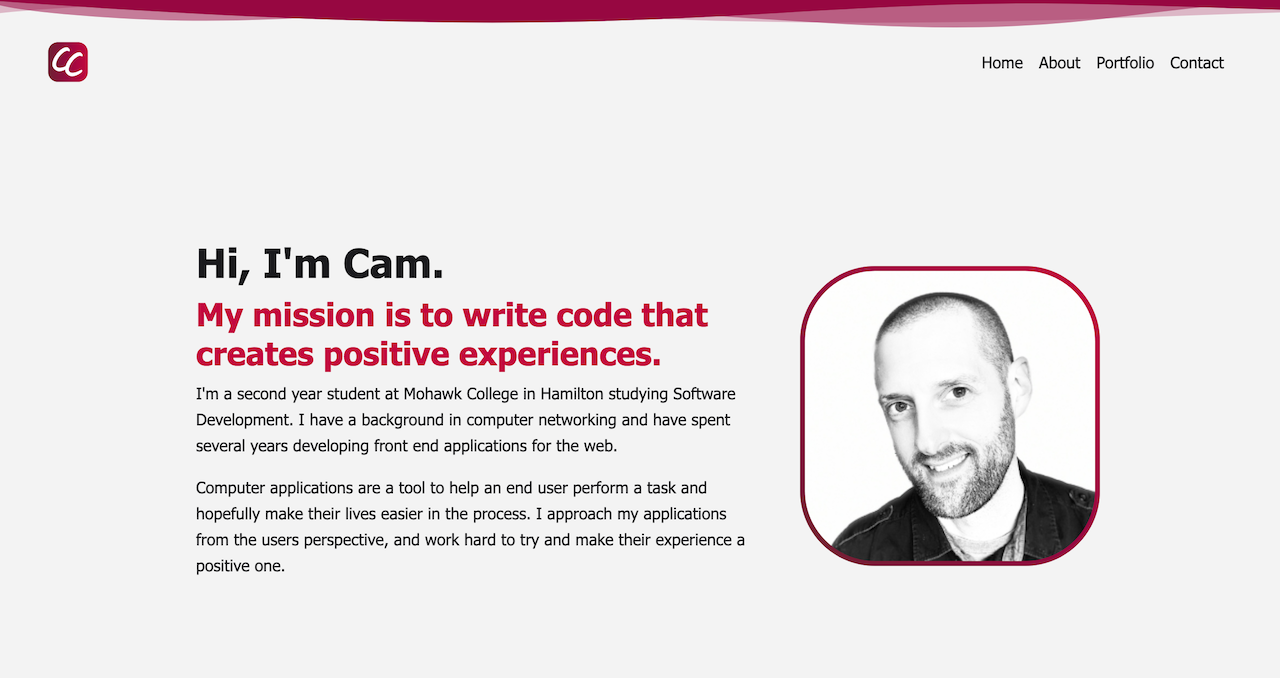 CC
Home About Portfolio Contact
Hi, I'm Cam.
My mission is to write code that
creates positive experiences.
I'm a second year student at Mohawk College in Hamilton studying Software
Development. I have a background in computer networking and have spent
several years developing front end applications for the web.
Computer applications are a tool to help an end user perform a task and
hopefully make their lives easier in the process. I approach my applications
from the users perspective, and work hard to try and make their experience a
positive one.